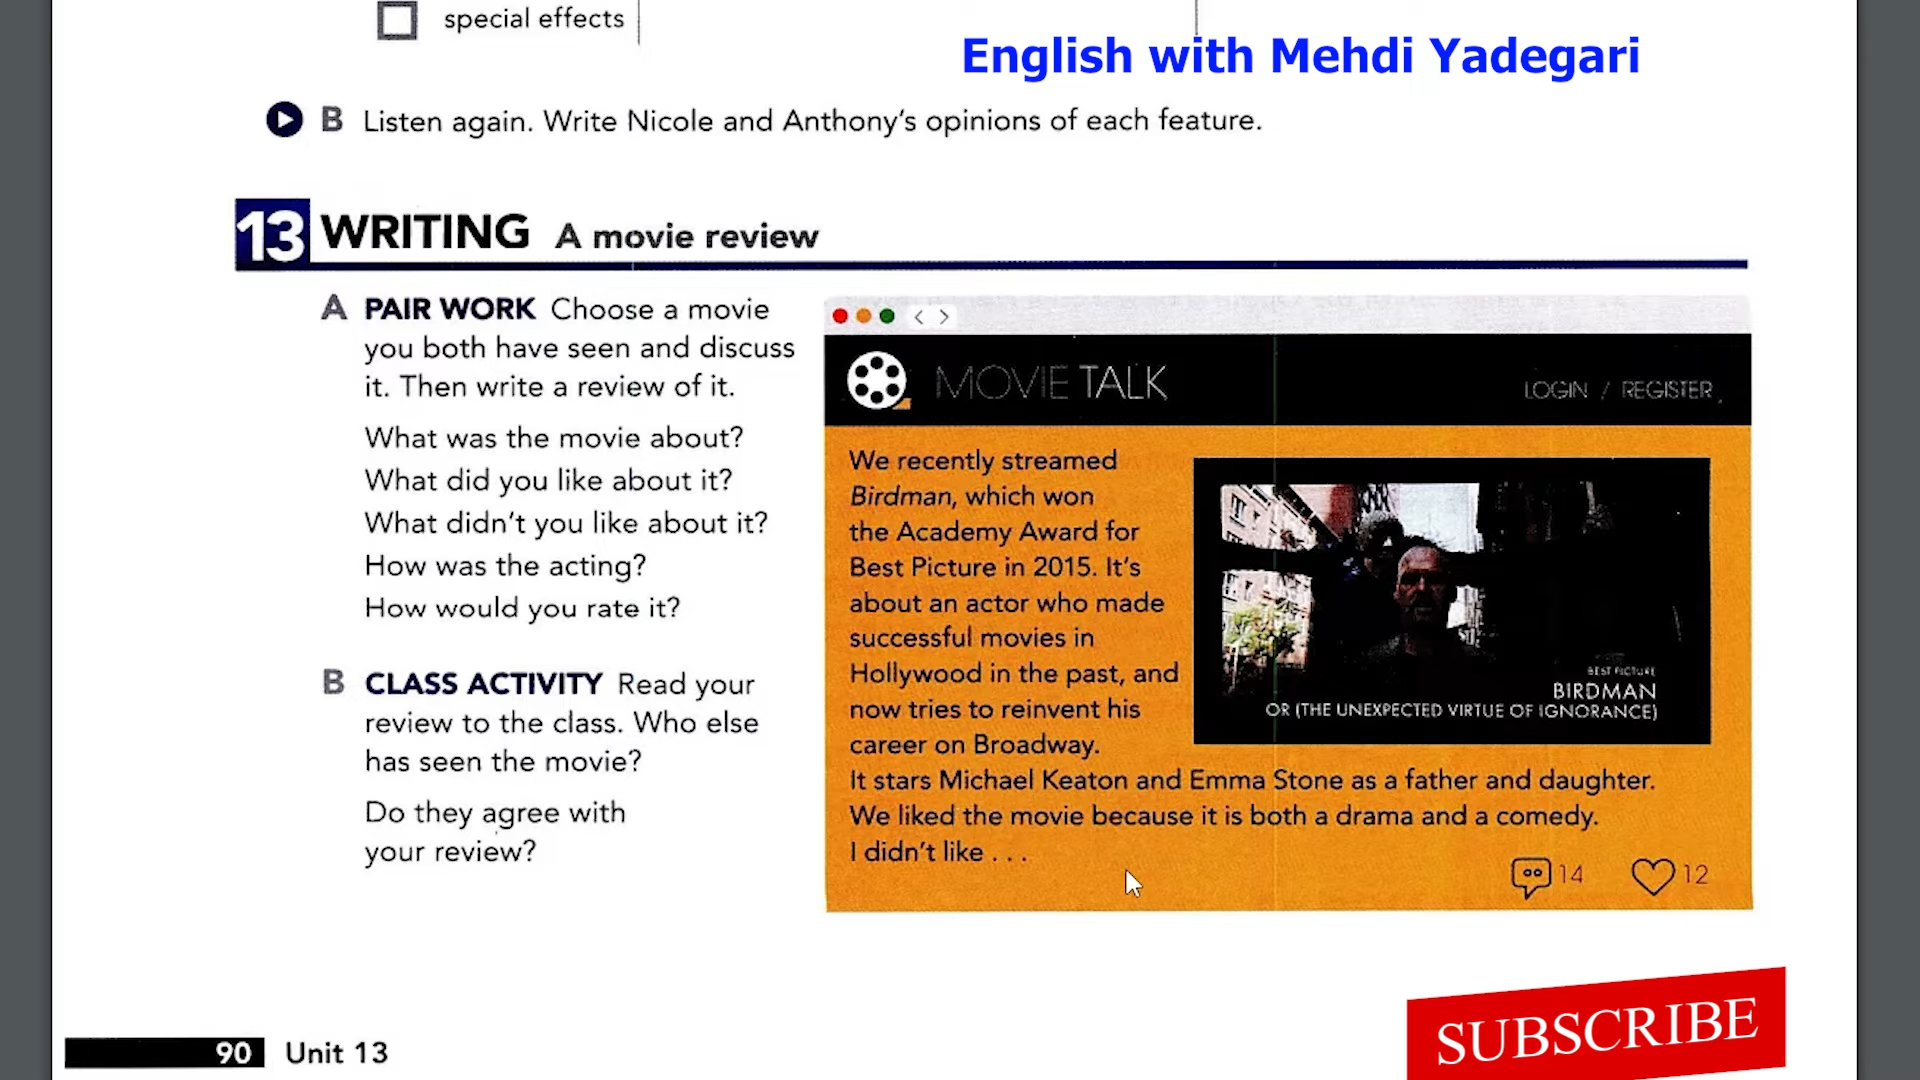 special effects
English with Mehdi Yadegari
B Listen again. Write Nicole and Anthony's opinions of each feature.
13 WRITING A movie review
A PAIR WORK Choose a movie
you both have seen and discuss
it. Then write a review of it.
What was the movie about?
What did you like about it?
What didn't you like about it?
How was the acting?
How would you rate it?
B CLASS ACTIVITY Read your
review to the class. Who else
has seen the movie?
Do they agree with
your review?
MOVIE TALK
LOGIN / REGISTER
We recently streamed
Birdman, which won
the Academy Award for
Best Picture in 2015. It's
about an actor who made
successful movies in
Hollywood in the past, and
now tries to reinvent his
career on Broadway.
It stars Michael Keaton and Emma Stone as a father and daughter.
We liked the movie because it is both a drama and a comedy.
I didn't like . . .
BEST PICTURE
BIRDMAN
OR (THE UNEXPECTED VIRTUE OF IGNORANCE)
14
12
90 Unit 13
SUBSCRIBE